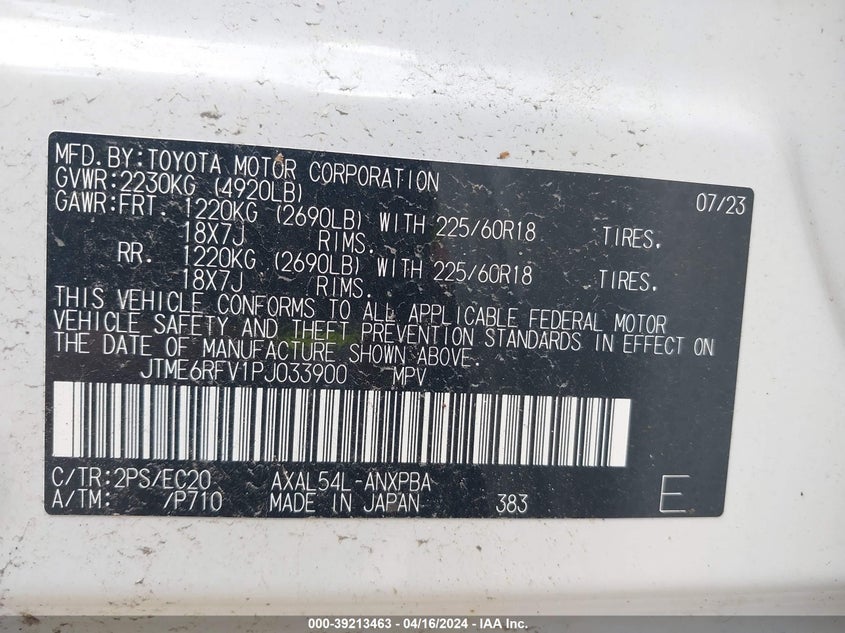 MFD.BY:TOYOTA MOTOR CORPORATION 07/23
GVWR:2230KG (4920LB)
GAWR:FRT. 1220KG (2690LB) WITH 225/60R18 TIRES.
18X7J RIMS.
RR. 1220KG (2690LB) WITH 225/60R18 TIRES.
18X7J RIMS.
THIS VEHICLE CONFORMS TO ALL APPLICABLE FEDERAL MOTOR
VEHICLE SAFETY AND THEFT PREVENTION STANDARDS IN EFFECT ON
THE DATE OF MANUFACTURE SHOWN ABOVE.
JTME6RFV1PJ033900 MPV
C/TR:2PS/EC20 AXAL54L-ANXPBA
A/TM: /P710 MADE IN JAPAN 383 E
000-39213463 - 04/16/2024 - IAA Inc.